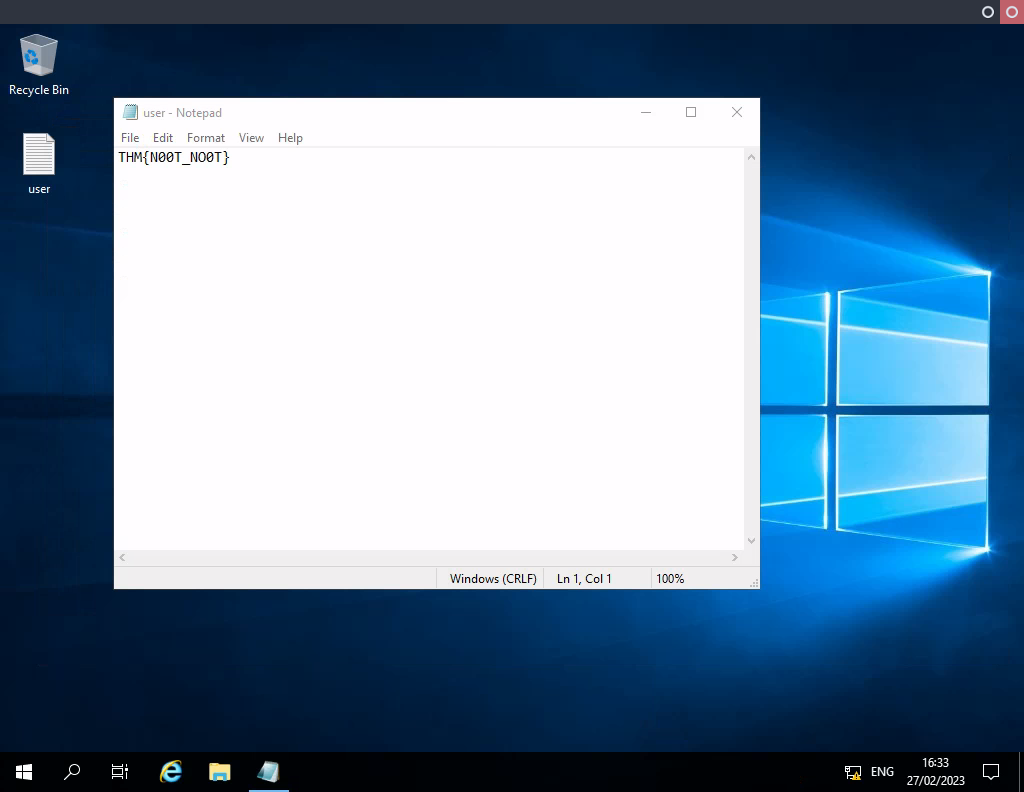 Recycle Bin
user
user - Notepad
File Edit Format View Help
THM{N00T_NO0T}
Windows (CRLF) Ln 1, Col 1 100%
ENG
16:33
27/02/2023